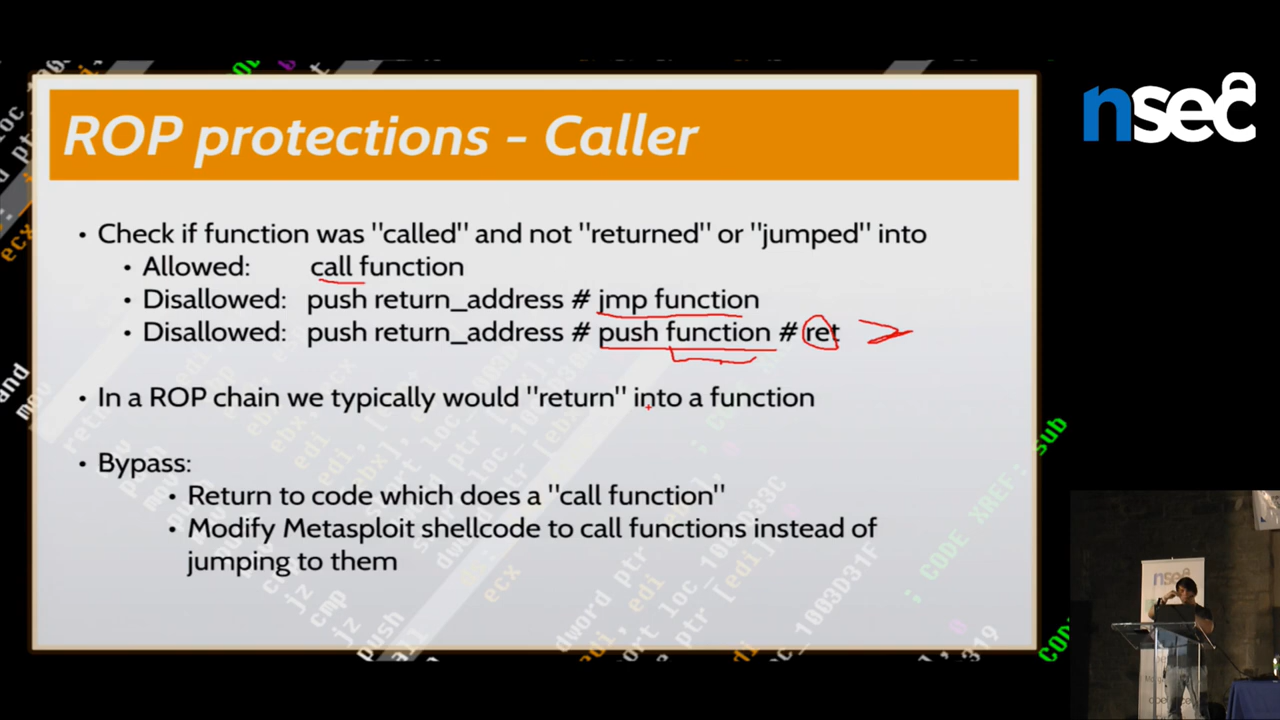 ROP protections - Caller
nsec
• Check if function was "called" and not "returned" or "jumped" into
• Allowed: call function
• Disallowed: push return_address # jmp function
• Disallowed: push return_address # push function # ret
• In a ROP chain we typically would "return" into a function
• Bypass:
• Return to code which does a "call function"
• Modify Metasploit shellcode to call functions instead of
jumping to them